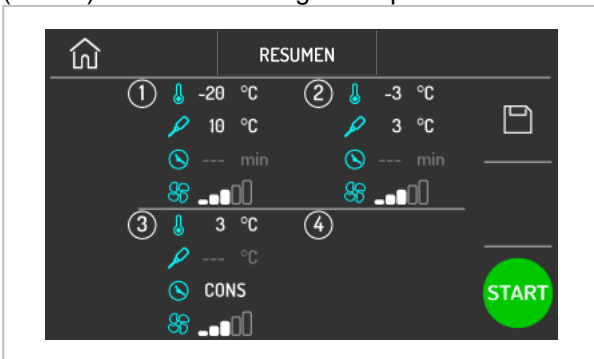 RESUMEN
1 -20 °C
10 °C
--- min
2 -3 °C
3 °C
--- min
3 3 °C
--- °C
CONS
4
START